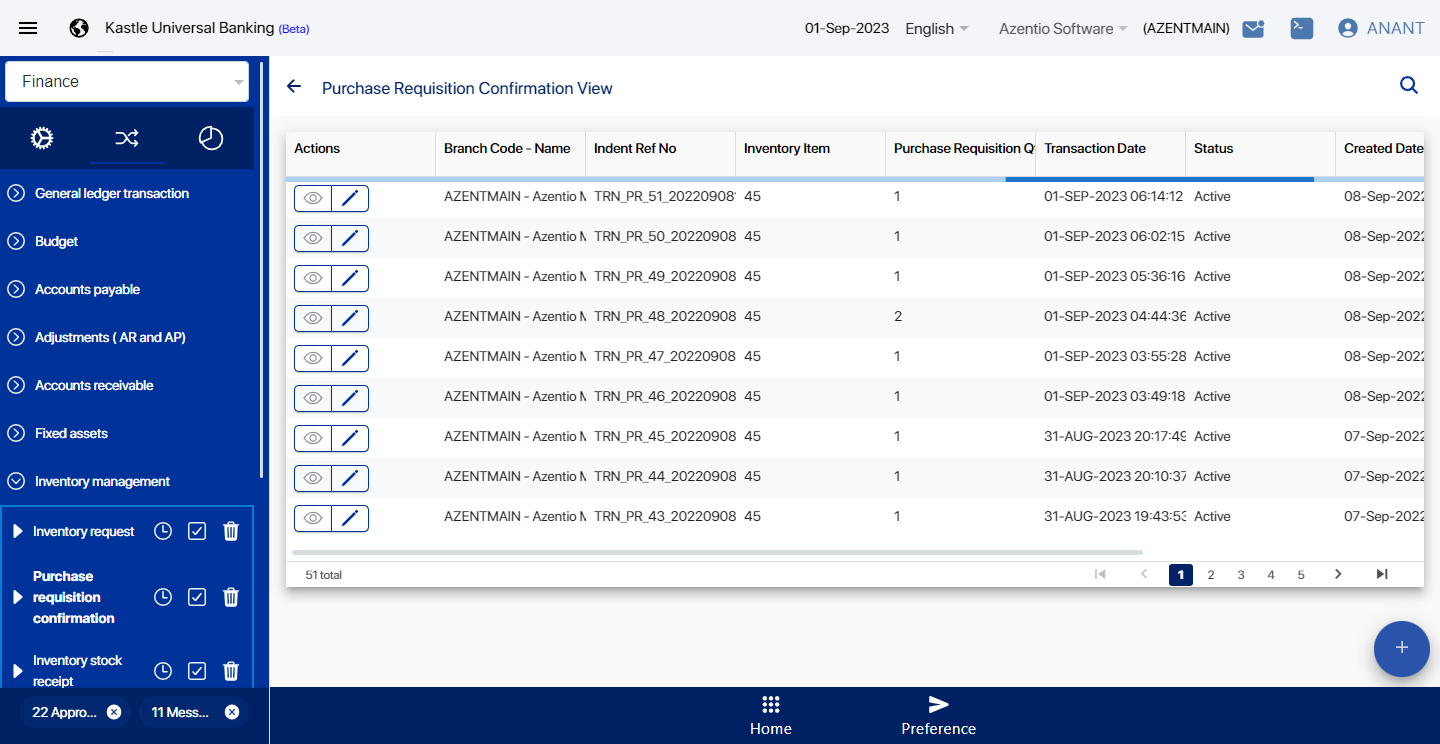 Kastle Universal Banking (Beta)
01-Sep-2023 English Azentio Software (AZENTMAIN) ANANT
Finance
General ledger transaction
Budget
Accounts payable
Adjustments ( AR and AP)
Accounts receivable
Fixed assets
Inventory management
Inventory request
Purchase
requisition
confirmation
Inventory stock
receipt
22 Appro... 11 Mess...
Purchase Requisition Confirmation View
Actions Branch Code - Name Indent Ref No Inventory Item Purchase Requisition Q Transaction Date Status Created Date
AZENTMAIN - Azentio M TRN_PR_51_20220908 45 1 01-SEP-2023 06:14:12 Active 08-Sep-2022
AZENTMAIN - Azentio M TRN_PR_50_20220908 45 1 01-SEP-2023 06:02:15 Active 08-Sep-2022
AZENTMAIN - Azentio M TRN_PR_49_20220908 45 1 01-SEP-2023 05:36:16 Active 08-Sep-2022
AZENTMAIN - Azentio M TRN_PR_48_20220908 45 2 01-SEP-2023 04:44:36 Active 08-Sep-2022
AZENTMAIN - Azentio M TRN_PR_47_20220908 45 1 01-SEP-2023 03:55:28 Active 08-Sep-2022
AZENTMAIN - Azentio M TRN_PR_46_20220908 45 1 01-SEP-2023 03:49:18 Active 08-Sep-2022
AZENTMAIN - Azentio M TRN_PR_45_20220908 45 1 31-AUG-2023 20:17:49 Active 07-Sep-2022
AZENTMAIN - Azentio M TRN_PR_44_20220908 45 1 31-AUG-2023 20:10:37 Active 07-Sep-2022
AZENTMAIN - Azentio M TRN_PR_43_20220908 45 1 31-AUG-2023 19:43:53 Active 07-Sep-2022
51 total 1 2 3 4 5
Home Preference